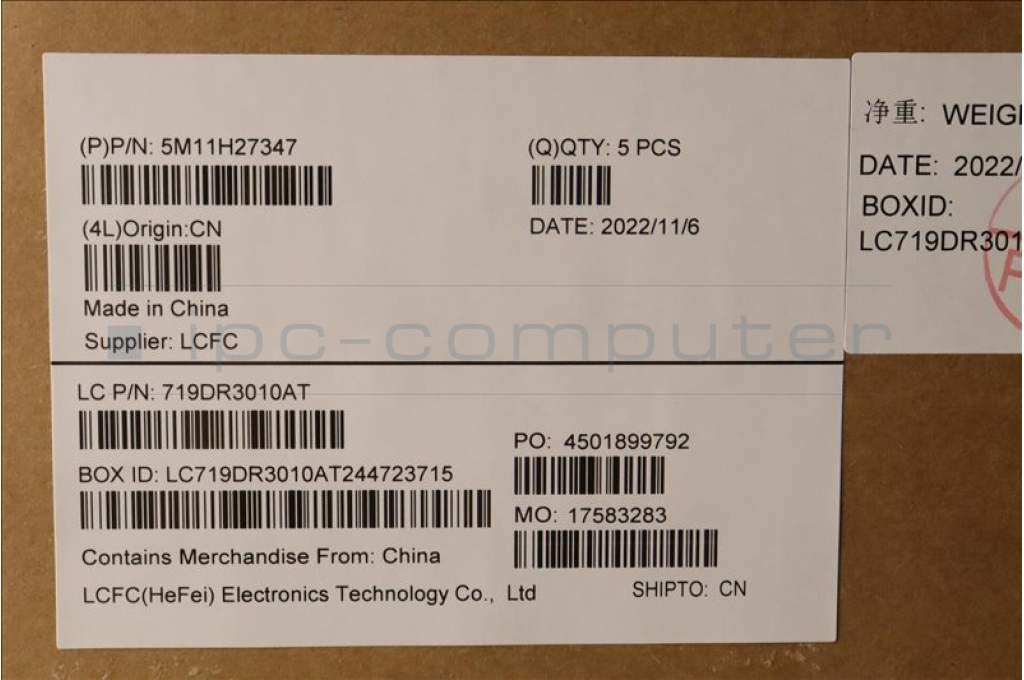 (P)P/N: 5M11H27347
(Q)QTY: 5 PCS
(4L)Origin:CN
DATE: 2022/11/6
Made in China
Supplier: LCFC
ipc-computer
LC P/N: 719DR3010AT
PO: 4501899792
BOX ID: LC719DR3010AT244723715
MO: 17583283
Contains Merchandise From: China
LCFC(HeFei) Electronics Technology Co., Ltd
SHIPTO: CN
净重: WEIG
DATE: 2022/
BOXID:
LC719DR301